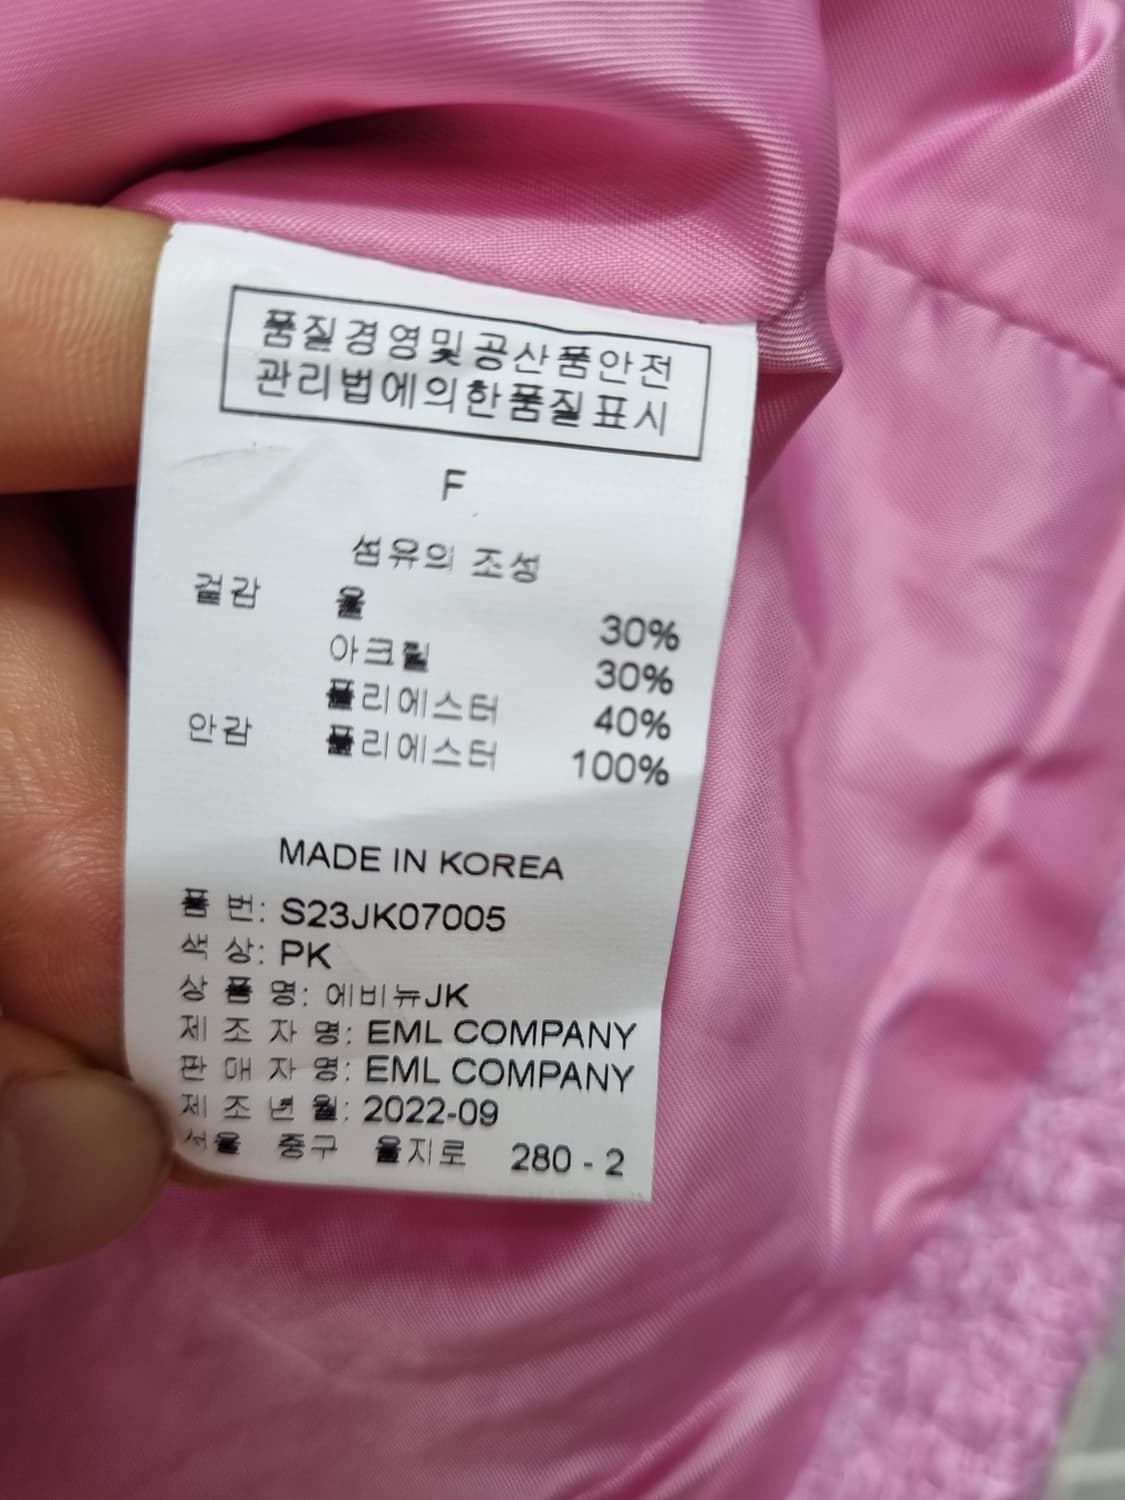 품질경영및공산품안전
관리법에의한품질표시
F
섬유의 조성
겉감 울 30%
아크릴 30%
폴리에스터 40%
안감 폴리에스터 100%
MADE IN KOREA
품 번: S23JK07005
색 상: PK
상 품 명: 에비뉴JK
제 조 자 명: EML COMPANY
판 매 자 명: EML COMPANY
제 조 년 월: 2022-09
서울 중구 을지로 280 - 2